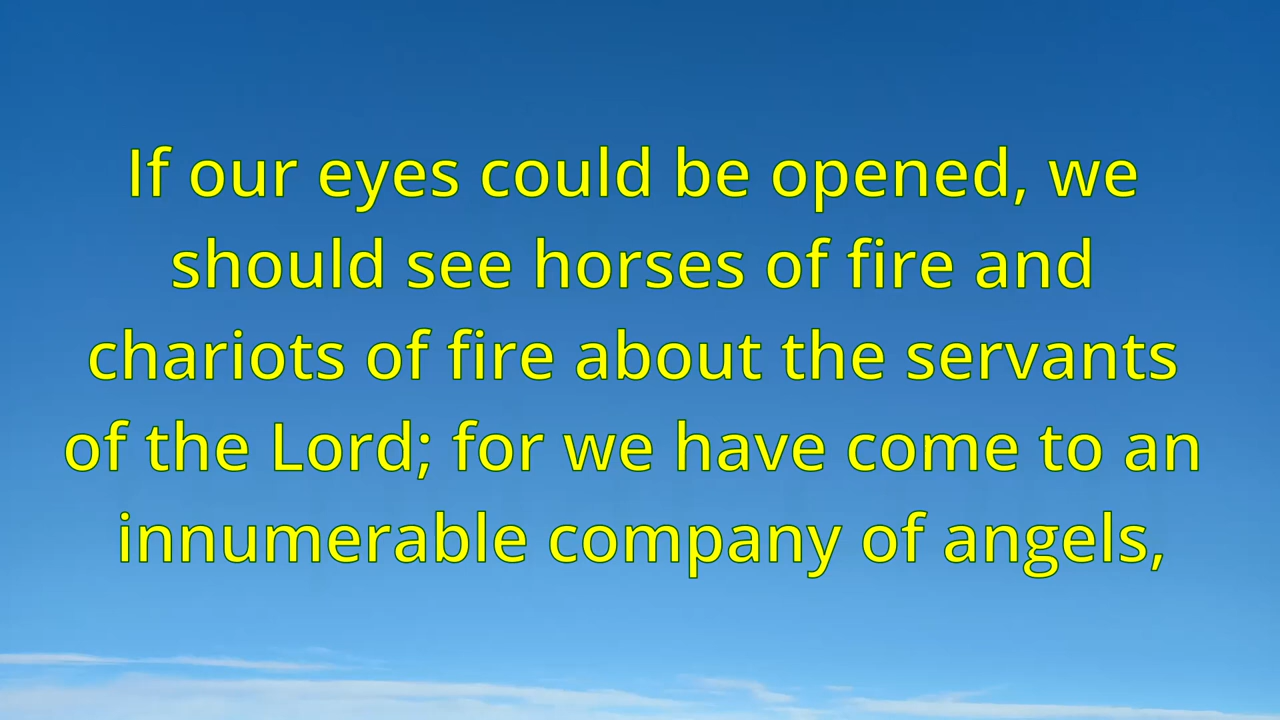 If our eyes could be opened, we
should see horses of fire and
chariots of fire about the servants
of the Lord; for we have come to an
innumerable company of angels,